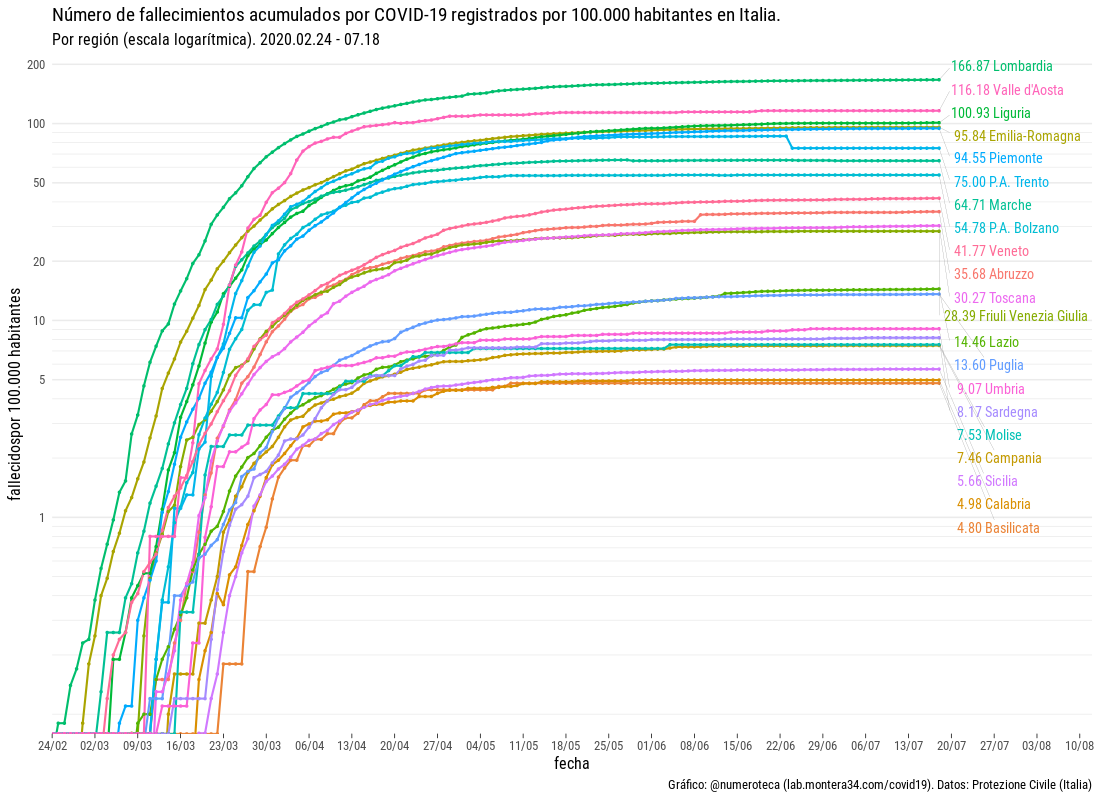 Número de fallecimientos acumulados por COVID-19 registrados por 100.000 habitantes en Italia.
Por región (escala logarítmica). 2020.02.24 - 07.18
fallecidospor 100.000 habitantes
200
100
50
20
10
5
1
166.87 Lombardia
116.18 Valle d'Aosta
100.93 Liguria
95.84 Emilia-Romagna
94.55 Piemonte
75.00 P.A. Trento
64.71 Marche
54.78 P.A. Bolzano
41.77 Veneto
35.68 Abruzzo
30.27 Toscana
28.39 Friuli Venezia Giulia
14.46 Lazio
13.60 Puglia
9.07 Umbria
8.17 Sardegna
7.53 Molise
7.46 Campania
5.66 Sicilia
4.98 Calabria
4.80 Basilicata
24/02 02/03 09/03 16/03 23/03 30/03 06/04 13/04 20/04 27/04 04/05 11/05 18/05 25/05 01/06 08/06 15/06 22/06 29/06 06/07 13/07 20/07 27/07 03/08 10/08
fecha
Gráfico: @numeroteca (lab.montera34.com/covid19). Datos: Protezione Civile (Italia)